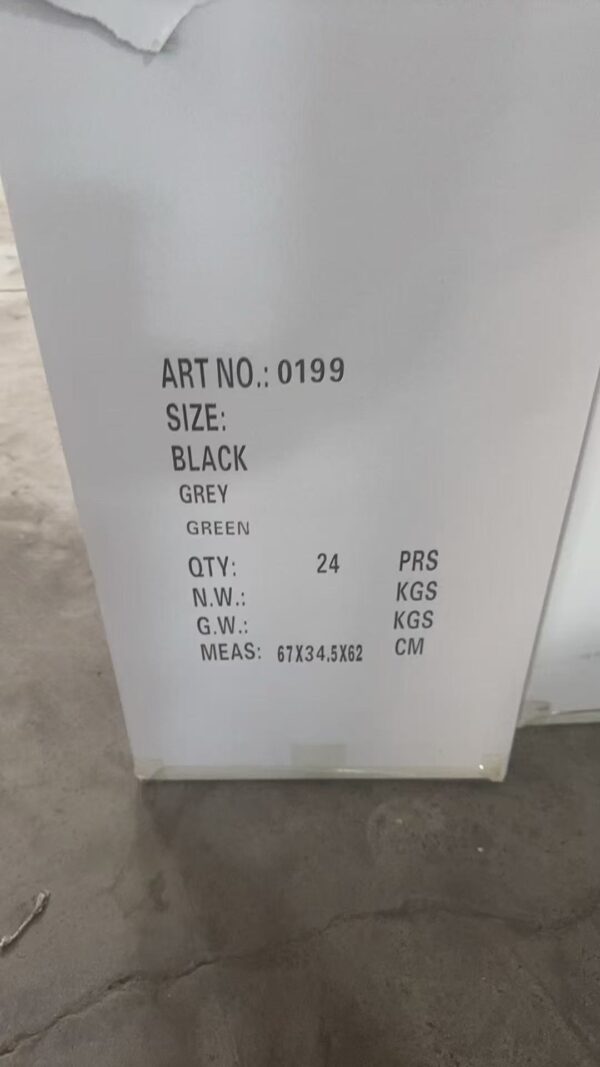 ART NO.: 0199
SIZE:
BLACK
GREY
GREEN
QTY: 24 PRS
N.W.: KGS
G.W.: KGS
MEAS: 67X34.5X62 CM